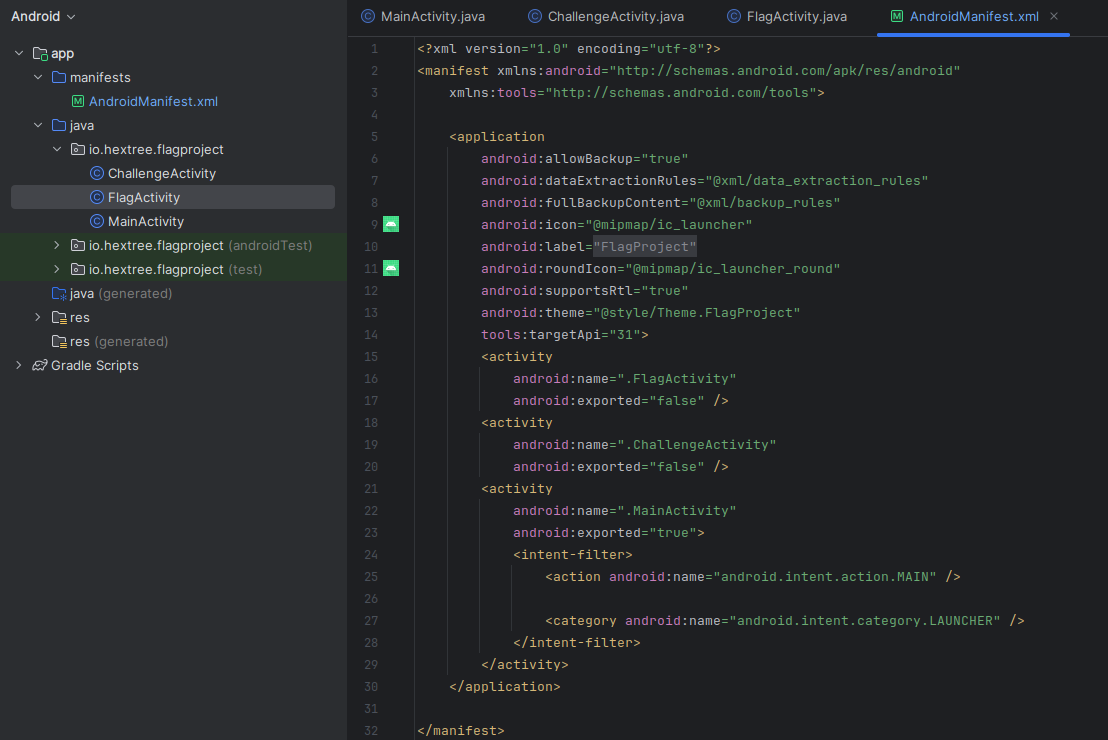 Android
app
manifests
AndroidManifest.xml
java
io.hextree.flagproject
ChallengeActivity
FlagActivity
MainActivity
io.hextree.flagproject (androidTest)
io.hextree.flagproject (test)
java (generated)
res
res (generated)
Gradle Scripts
MainActivity.java ChallengeActivity.java FlagActivity.java AndroidManifest.xml
1 <?xml version="1.0" encoding="utf-8"?>
2 <manifest xmlns:android="http://schemas.android.com/apk/res/android"
3     xmlns:tools="http://schemas.android.com/tools">
4
5     <application
6         android:allowBackup="true"
7         android:dataExtractionRules="@xml/data_extraction_rules"
8         android:fullBackupContent="@xml/backup_rules"
9         android:icon="@mipmap/ic_launcher"
10         android:label="FlagProject"
11         android:roundIcon="@mipmap/ic_launcher_round"
12         android:supportsRtl="true"
13         android:theme="@style/Theme.FlagProject"
14         tools:targetApi="31">
15         <activity
16             android:name=".FlagActivity"
17             android:exported="false" />
18         <activity
19             android:name=".ChallengeActivity"
20             android:exported="false" />
21         <activity
22             android:name=".MainActivity"
23             android:exported="true">
24             <intent-filter>
25                 <action android:name="android.intent.action.MAIN" />
26
27                 <category android:name="android.intent.category.LAUNCHER" />
28             </intent-filter>
29         </activity>
30     </application>
31
32 </manifest>